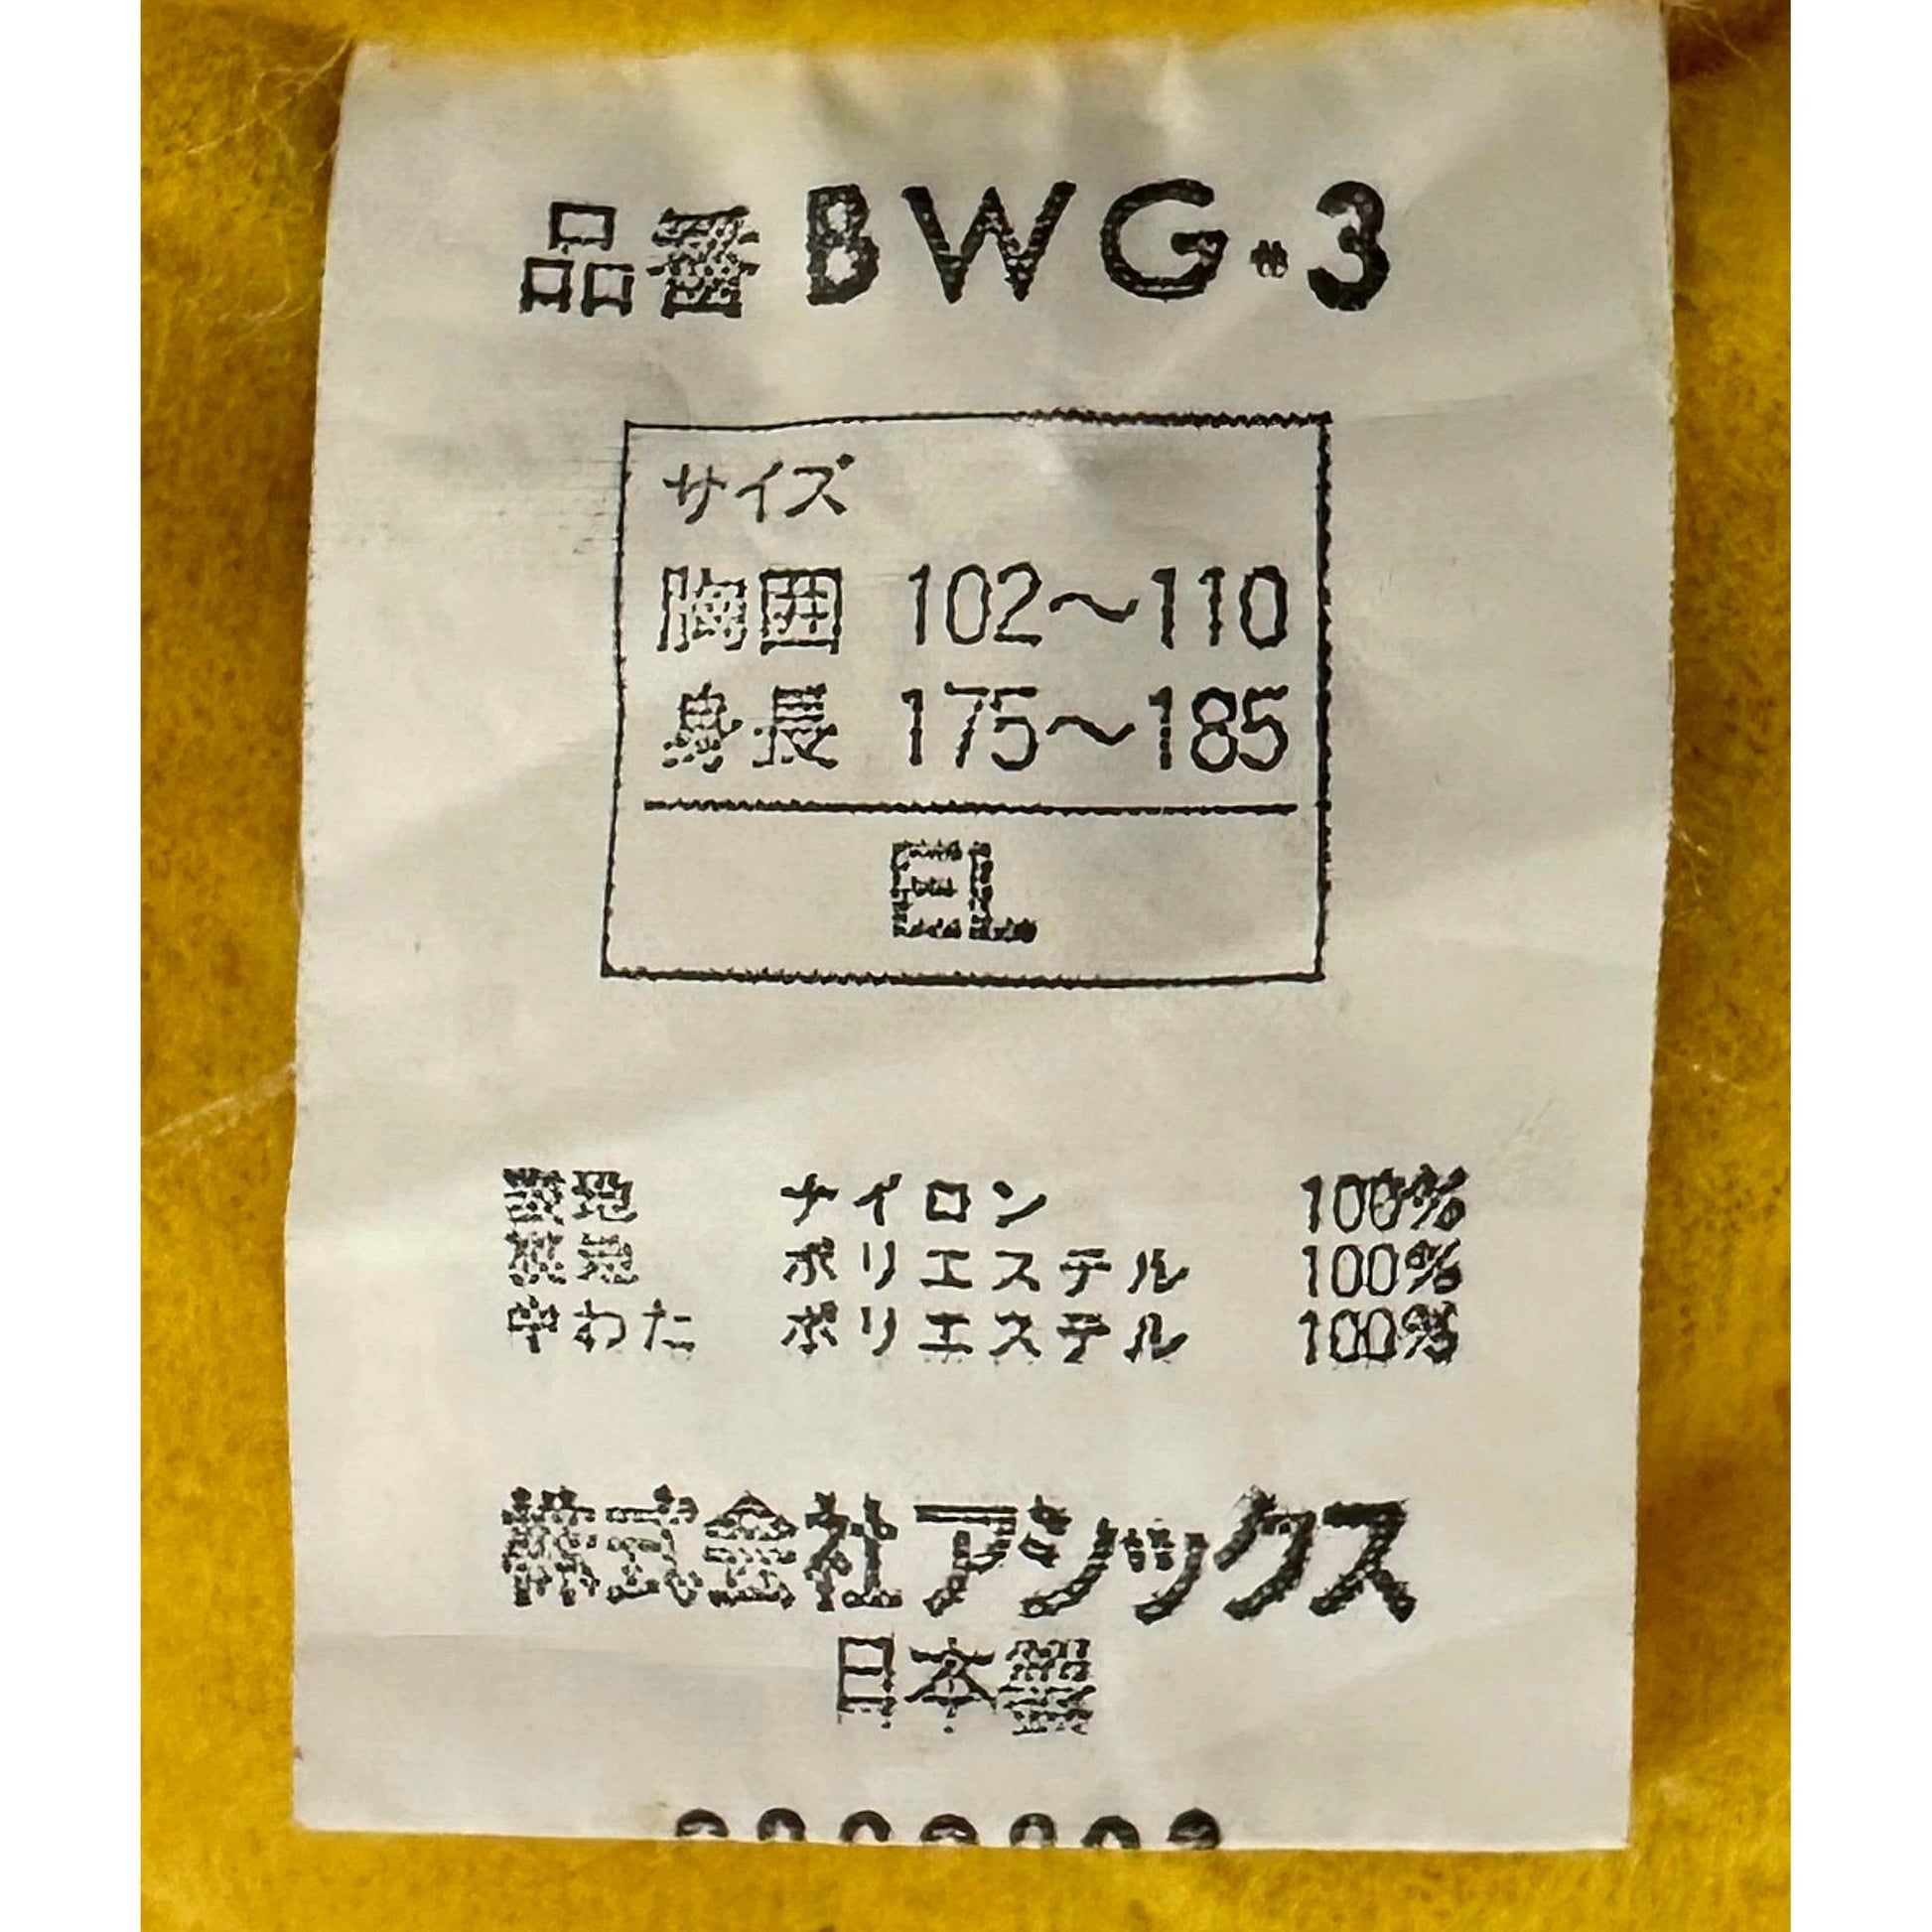 品番 BWG-3
サイズ
胸囲 102～110
身長 175～185
EL
表地 ナイロン 100%
裏地 ポリエステル 100%
中わた ポリエステル 100%
株式会社アシックス
日本製